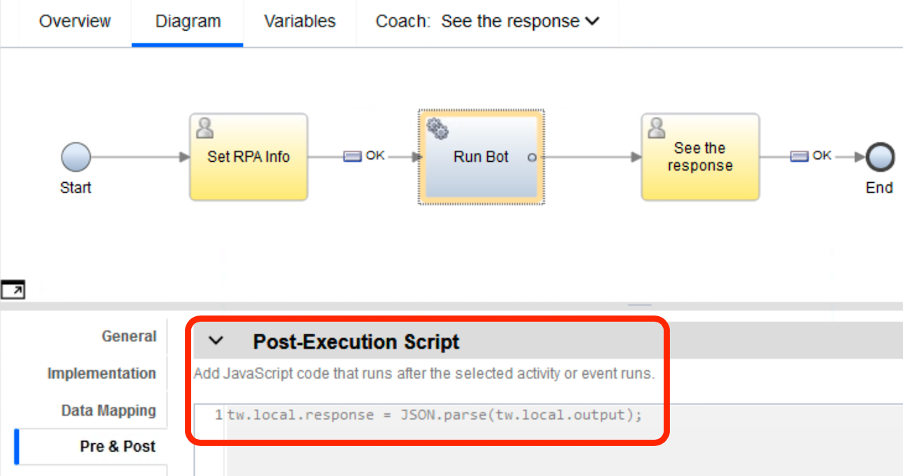 Overview Diagram Variables Coach: See the response
Set RPA Info OK Run Bot See the
response OK
Start End
General
Implementation
Data Mapping
Pre & Post
Post-Execution Script
Add JavaScript code that runs after the selected activity or event runs.
1 tw.local.response = JSON.parse(tw.local.output);